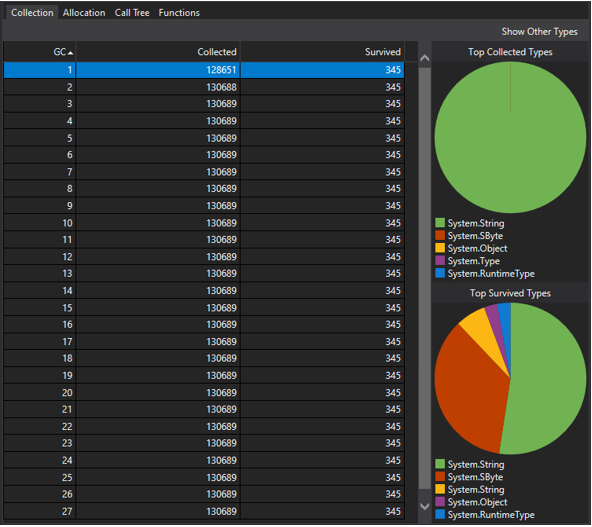 Collection Allocation Call Tree Functions
Show Other Types
GC Collected Survived
1 128651 345
2 130688 345
3 130689 345
4 130689 345
5 130689 345
6 130689 345
7 130689 345
8 130689 345
9 130689 345
10 130689 345
11 130689 345
12 130689 345
13 130689 345
14 130689 345
15 130689 345
16 130689 345
17 130689 345
18 130689 345
19 130689 345
20 130689 345
21 130689 345
22 130689 345
23 130689 345
24 130689 345
25 130689 345
26 130689 345
27 130689 345
Top Collected Types
System.String
System.SByte
System.Object
System.Type
System.RuntimeType
Top Survived Types
System.String
System.SByte
System.String
System.Object
System.RuntimeType